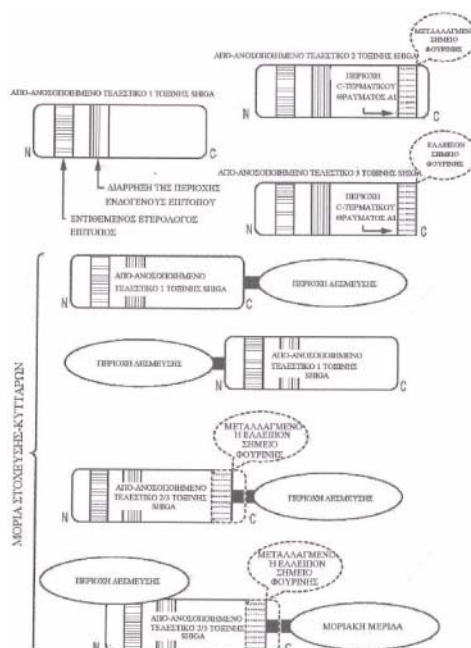 ΜΕΤΑΛΛΑΓΜΕΝΟ
ΣΗΜΕΙΟ
ΦΟΥΡΙΝΗΣ
ΑΠΟ-ΑΝΟΣΟΠΟΙΗΜΕΝΟ ΤΕΛΕΣΤΙΚΟ 2 ΤΟΞΙΝΗΣ SHIGA
ΠΕΡΙΟΧΗ
C-ΤΕΡΜΑΤΙΚΟΥ
ΘΡΑΥΜΑΤΟΣ Α1
C
ΑΠΟ-ΑΝΟΣΟΠΟΙΗΜΕΝΟ ΤΕΛΕΣΤΙΚΟ 1 ΤΟΞΙΝΗΣ SHIGA
N
C
ΔΙΑΡΡΗΞΗ ΤΗΣ ΠΕΡΙΟΧΗΣ
ΕΝΔΟΓΕΝΟΥΣ ΕΠΙΤΟΠΟΥ
ΕΝΤΙΘΕΜΕΝΟΣ ΕΤΕΡΟΛΟΓΟΣ
ΕΠΙΤΟΠΟΣ
ΕΛΛΕΙΠΟΝ
ΣΗΜΕΙΟ
ΦΟΥΡΙΝΗΣ
ΑΠΟ-ΑΝΟΣΟΠΟΙΗΜΕΝΟ ΤΕΛΕΣΤΙΚΟ 3 ΤΟΞΙΝΗΣ SHIGA
N
ΠΕΡΙΟΧΗ
C-ΤΕΡΜΑΤΙΚΟΥ
ΘΡΑΥΜΑΤΟΣ Α1
C
ΜΟΡΙΑ ΣΤΟΧΕΥΣΗΣ-ΚΥΤΤΑΡΩΝ
ΑΠΟ-ΑΝΟΣΟΠΟΙΗΜΕΝΟ
ΤΕΛΕΣΤΙΚΟ 1 ΤΟΞΙΝΗΣ SHIGA
N
C
ΠΕΡΙΟΧΗ ΔΕΣΜΕΥΣΗΣ
ΠΕΡΙΟΧΗ ΔΕΣΜΕΥΣΗΣ
ΑΠΟ-ΑΝΟΣΟΠΟΙΗΜΕΝΟ
ΤΕΛΕΣΤΙΚΟ 1 ΤΟΞΙΝΗΣ
SHIGA
N
C
ΜΕΤΑΛΛΑΓΜΕΝΟ
Η ΕΛΛΕΙΠΟΝ
ΣΗΜΕΙΟ
ΦΟΥΡΙΝΗΣ
ΑΠΟ-ΑΝΟΣΟΠΟΙΗΜΕΝΟ
ΤΕΛΕΣΤΙΚΟ 2/3 ΤΟΞΙΝΗΣ
SHIGA
N
C
ΠΕΡΙΟΧΗ ΔΕΣΜΕΥΣΗΣ
ΜΕΤΑΛΛΑΓΜΕΝΟ
Η ΕΛΛΕΙΠΟΝ
ΣΗΜΕΙΟ
ΦΟΥΡΙΝΗΣ
ΠΕΡΙΟΧΗ ΔΕΣΜΕΥΣΗΣ
ΑΠΟ-ΑΝΟΣΟΠΟΙΗΜΕΝΟ
ΤΕΛΕΣΤΙΚΟ 2/3 ΤΟΞΙΝΗΣ
SHIGA
N
C
ΜΟΡΙΑΚΗ ΜΕΡΙΔΑ